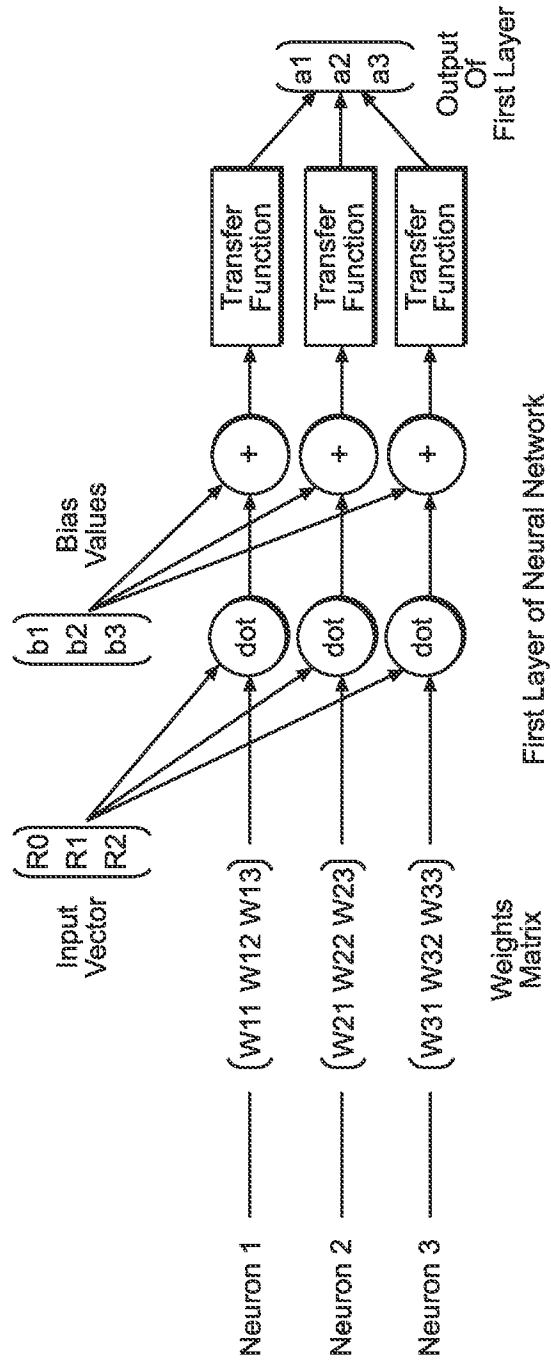 Input
Vector
R0
R1
R2
Bias
Values
b1
b2
b3
Neuron 1
(W11 W12 W13)
dot
+
Transfer
Function
Neuron 2
(W21 W22 W23)
dot
+
Transfer
Function
Neuron 3
(W31 W32 W33)
dot
+
Transfer
Function
a1
a2
a3
Weights
Matrix
First Layer of Neural Network
Output
Of
First Layer